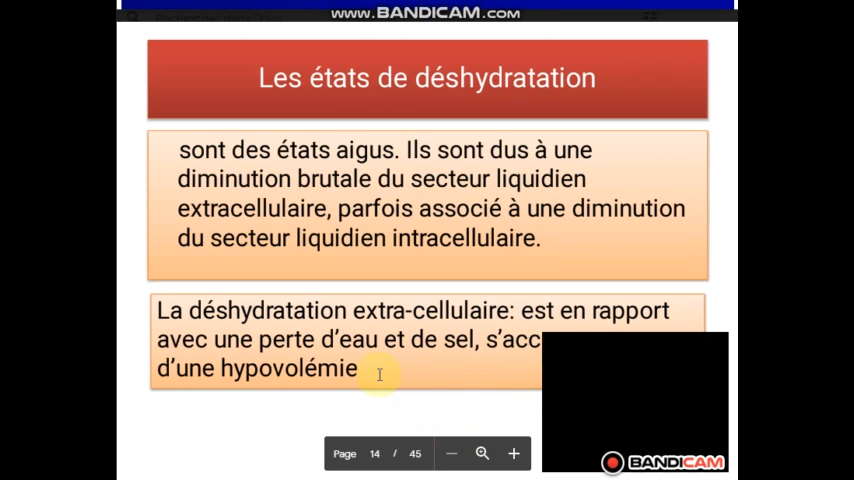 WWW.BANDICAM.COM
Les états de déshydratation
sont des états aigus. Ils sont dus à une
diminution brutale du secteur liquidien
extracellulaire, parfois associé à une diminution
du secteur liquidien intracellulaire.
La déshydratation extra-cellulaire: est en rapport
avec une perte d’eau et de sel,
d’une hypovolémie
Page 14 / 45
BANDICAM